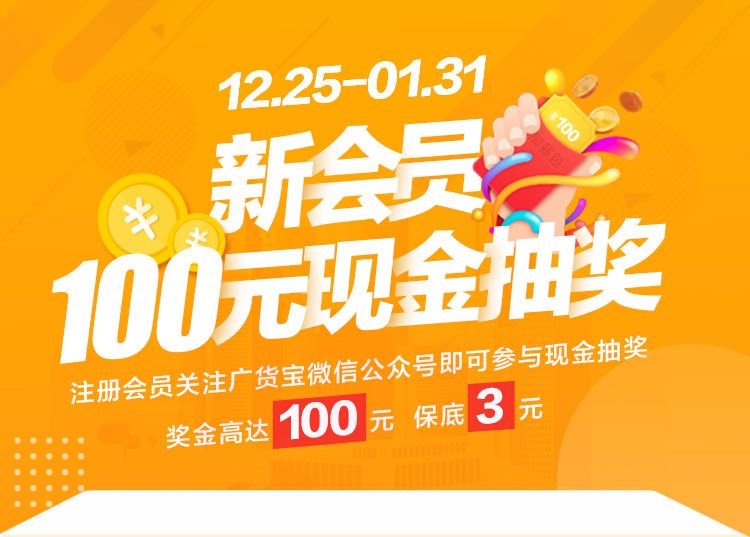 12.25-01.31
新会员
¥100
100元现金抽奖
注册会员关注广货宝微信公众号即可参与现金抽奖
奖金高达100元 保底3元